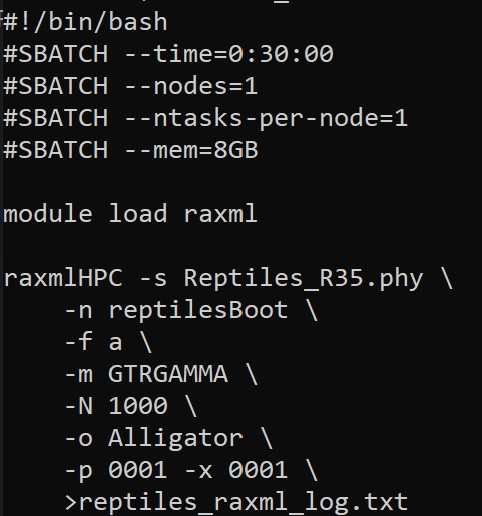 #!/bin/bash
#SBATCH --time=0:30:00
#SBATCH --nodes=1
#SBATCH --ntasks-per-node=1
#SBATCH --mem=8GB

module load raxml

raxmlHPC -s Reptiles_R35.phy \
    -n reptilesBoot \
    -f a \
    -m GTRGAMMA \
    -N 1000 \
    -o Alligator \
    -p 0001 -x 0001 \
    >reptiles_raxml_log.txt